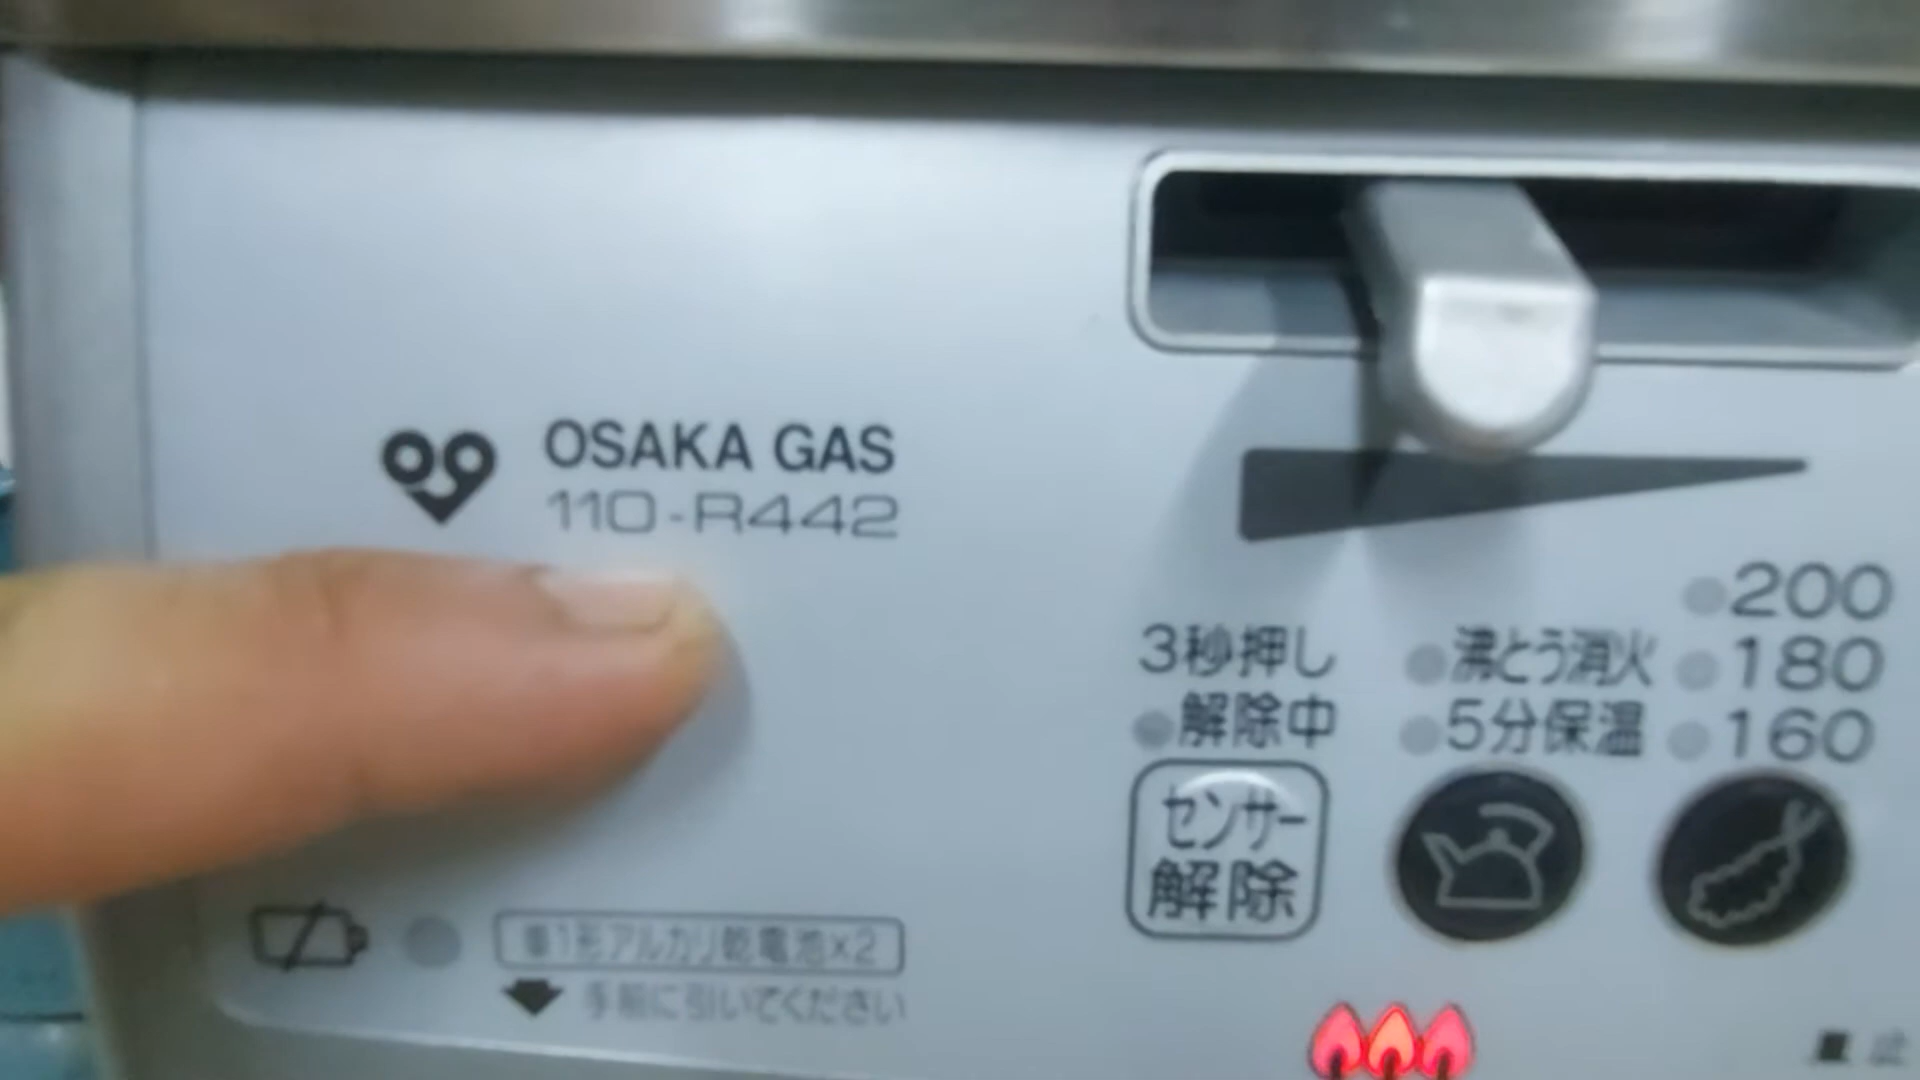 OSAKA GAS
110-R442
200
3秒押し
沸とう消火
180
解除中
5分保温
160
センサー
解除
単1形アルカリ乾電池×2
手前に引いてください
止